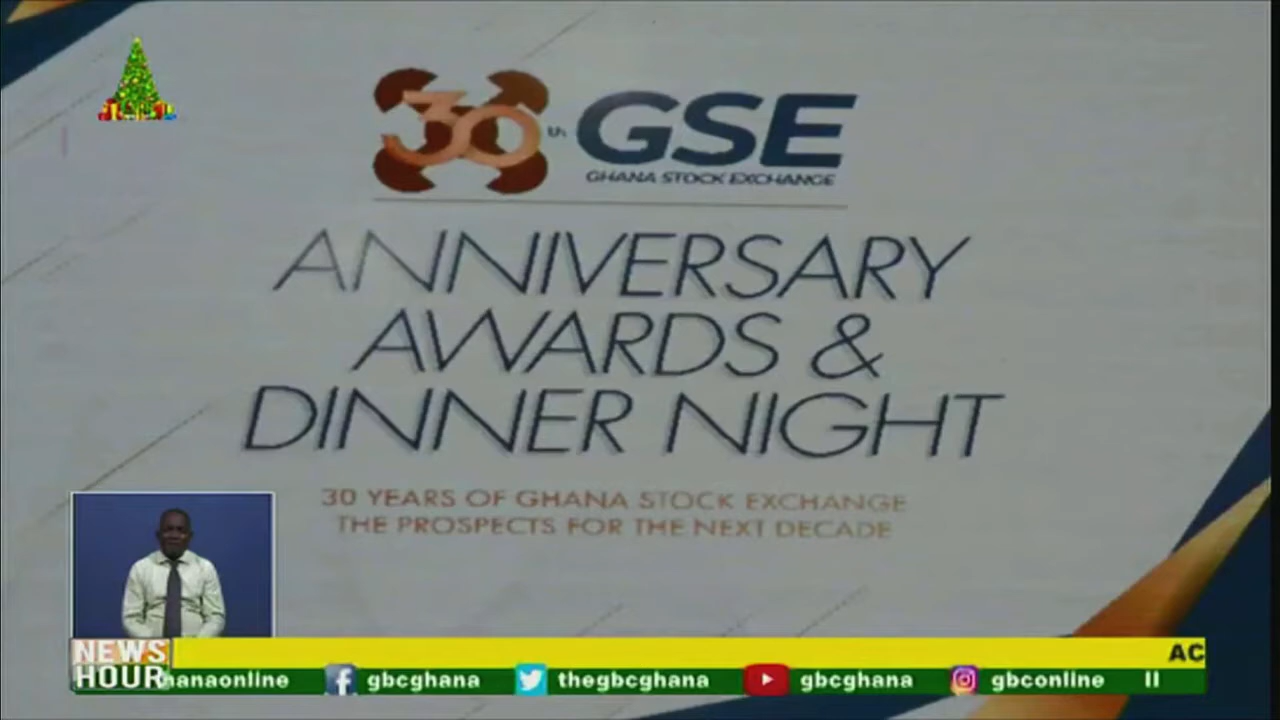 30th GSE
GHANA STOCK EXCHANGE
ANNIVERSARY
AWARDS &
DINNER NIGHT
30 YEARS OF GHANA STOCK EXCHANGE
THE PROSPECTS FOR THE NEXT DECADE
NEWS
HOUR
AC
hanaonline gbcghana thegbcghana gbcghana gbconline